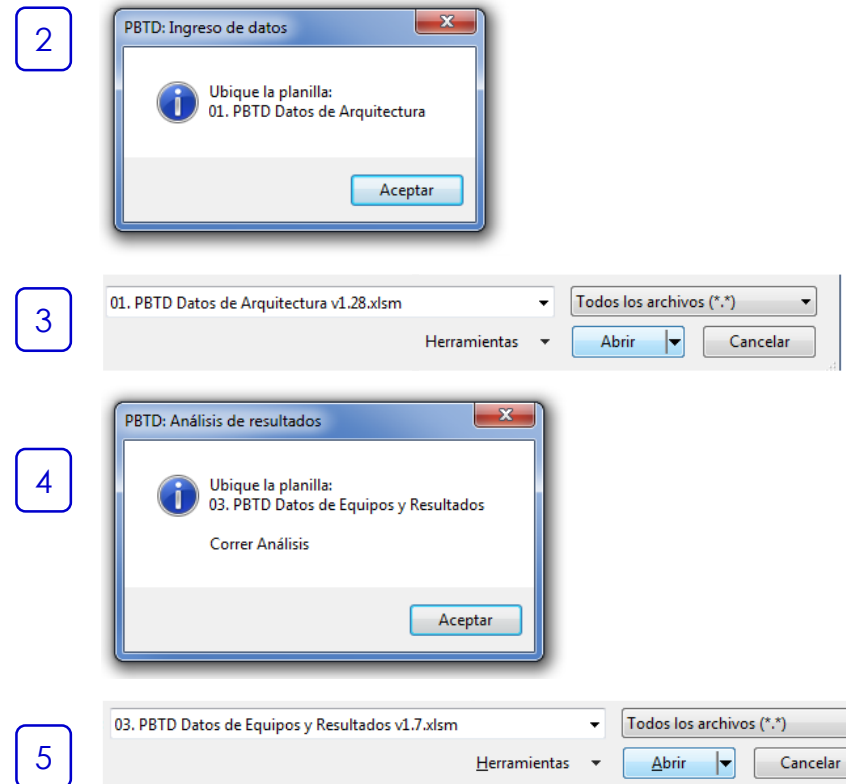 2
PBTD: Ingreso de datos
Ubique la planilla:
01. PBTD Datos de Arquitectura
Aceptar
3
01. PBTD Datos de Arquitectura v1.28.xlsm
Todos los archivos (*.*)
Herramientas
Abrir
Cancelar
4
PBTD: Análisis de resultados
Ubique la planilla:
03. PBTD Datos de Equipos y Resultados
Correr Análisis
Aceptar
5
03. PBTD Datos de Equipos y Resultados v1.7.xlsm
Todos los archivos (*.*)
Herramientas
Abrir
Cancelar